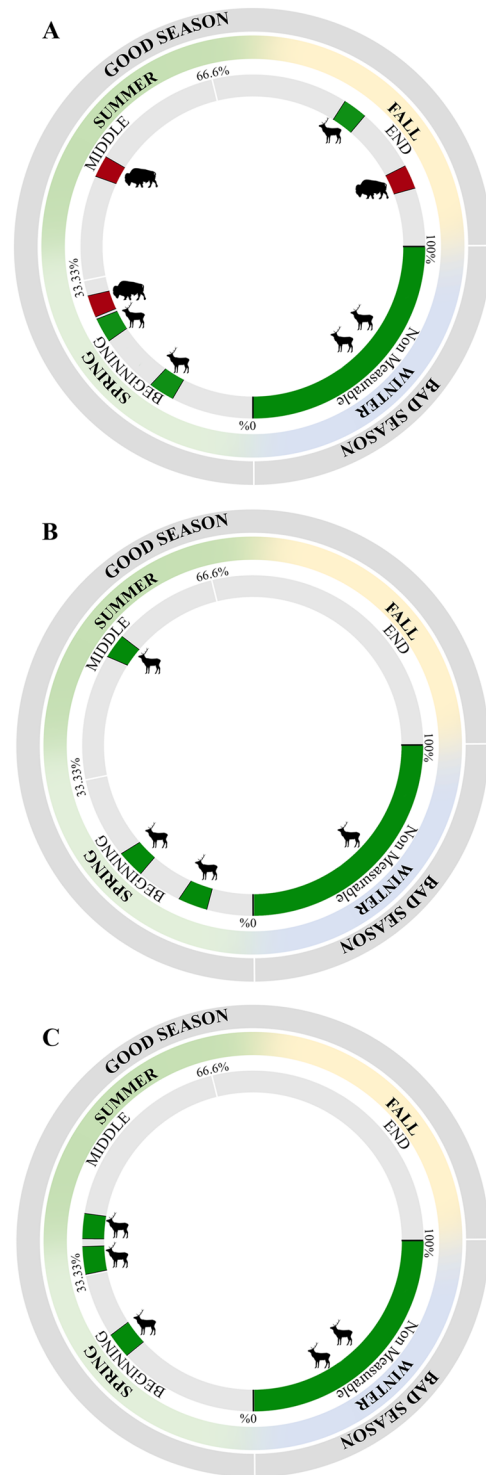 A
GOOD SEASON
SUMMER
66.6%
FALL
MIDDLE
END
33.33%
100%
SPRING
BEGINNING
%0
Non Measurable
WINTER
BAD SEASON
B
GOOD SEASON
SUMMER
66.6%
FALL
MIDDLE
END
33.33%
100%
SPRING
BEGINNING
%0
Non Measurable
WINTER
BAD SEASON
C
GOOD SEASON
SUMMER
66.6%
FALL
MIDDLE
END
33.33%
100%
SPRING
BEGINNING
%0
Non Measurable
WINTER
BAD SEASON